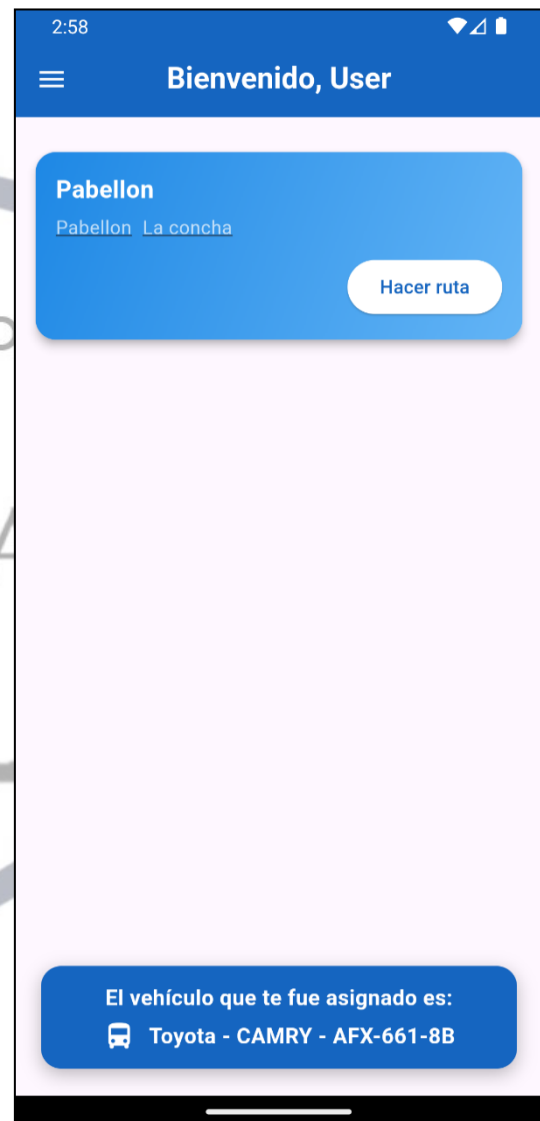 2:58
Bienvenido, User
Pabellon
Pabellon La concha
Hacer ruta
El vehículo que te fue asignado es:
Toyota - CAMRY - AFX-661-8B